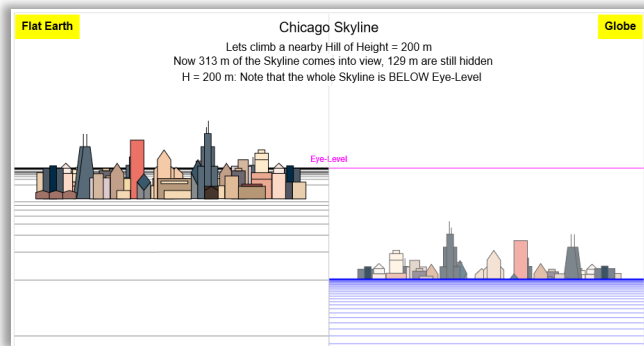 Flat Earth
Chicago Skyline
Globe
Lets climb a nearby Hill of Height = 200 m
Now 313 m of the Skyline comes into view, 129 m are still hidden
H = 200 m: Note that the whole Skyline is BELOW Eye-Level
Eye-Level